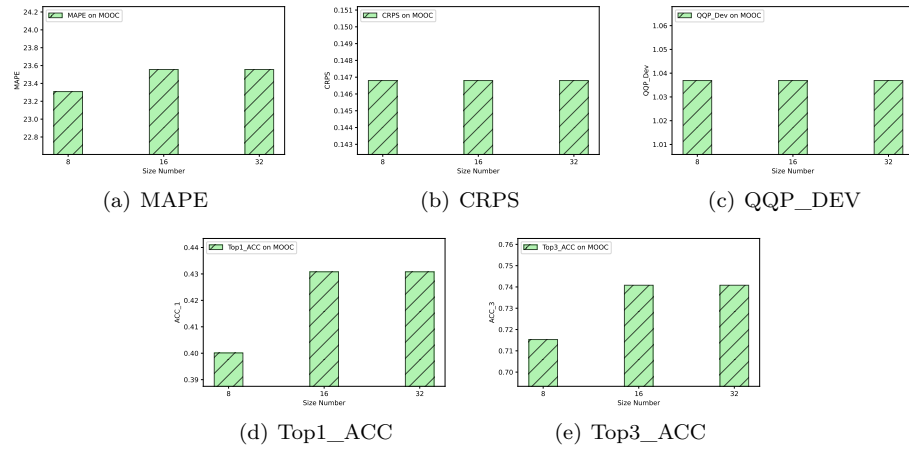 MAPE on MOOC
24.2
24.0
23.8
23.6
23.4
23.2
23.0
22.8
MAPE
8 16 32
Size Number
(a) MAPE
CRPS on MOOC
0.151
0.150
0.149
0.148
0.147
0.146
0.145
0.144
0.143
CRPS
8 16 32
Size Number
(b) CRPS
QQP_Dev on MOOC
1.06
1.05
1.04
1.03
1.02
1.01
QQP_Dev
8 16 32
Size Number
(c) QQP_DEV
Top1_ACC on MOOC
0.44
0.43
0.42
0.41
0.40
0.39
ACC_1
8 16 32
Size Number
(d) Top1_ACC
Top3_ACC on MOOC
0.76
0.75
0.74
0.73
0.72
0.71
0.70
ACC_3
8 16 32
Size Number
(e) Top3_ACC